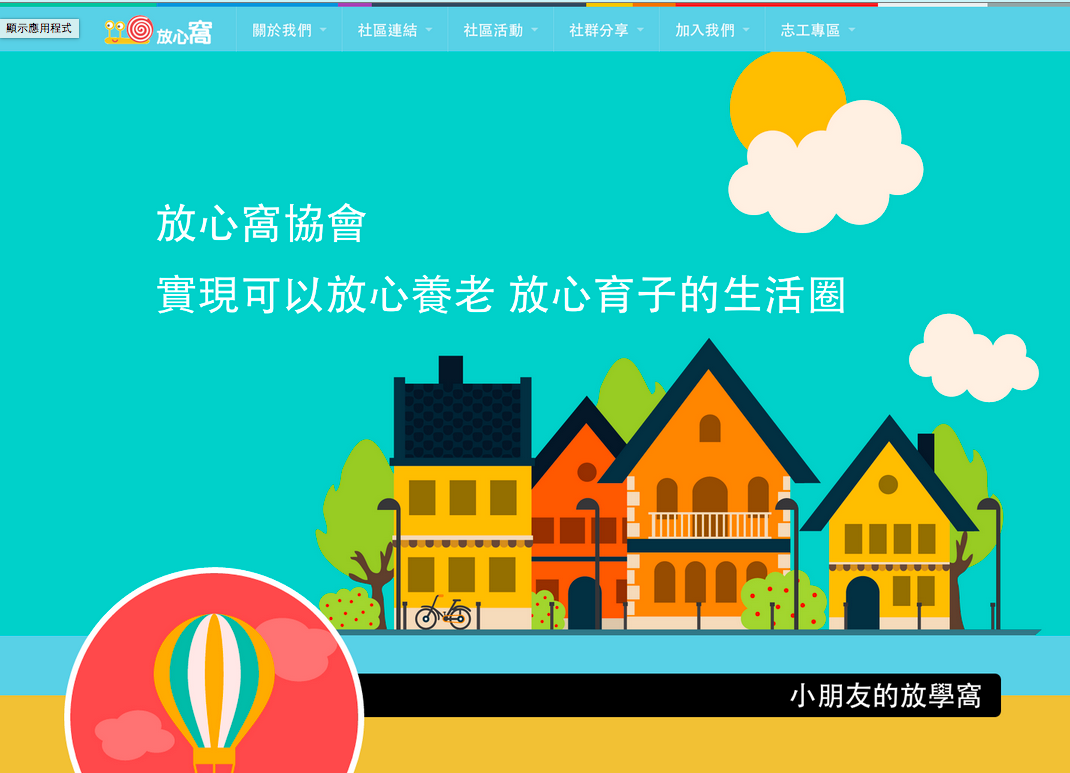 顯示應用程式
放心窩
關於我們
社區連結
社區活動
社群分享
加入我們
志工專區
放心窩協會
實現可以放心養老 放心育子的生活圈
小朋友的放學窩